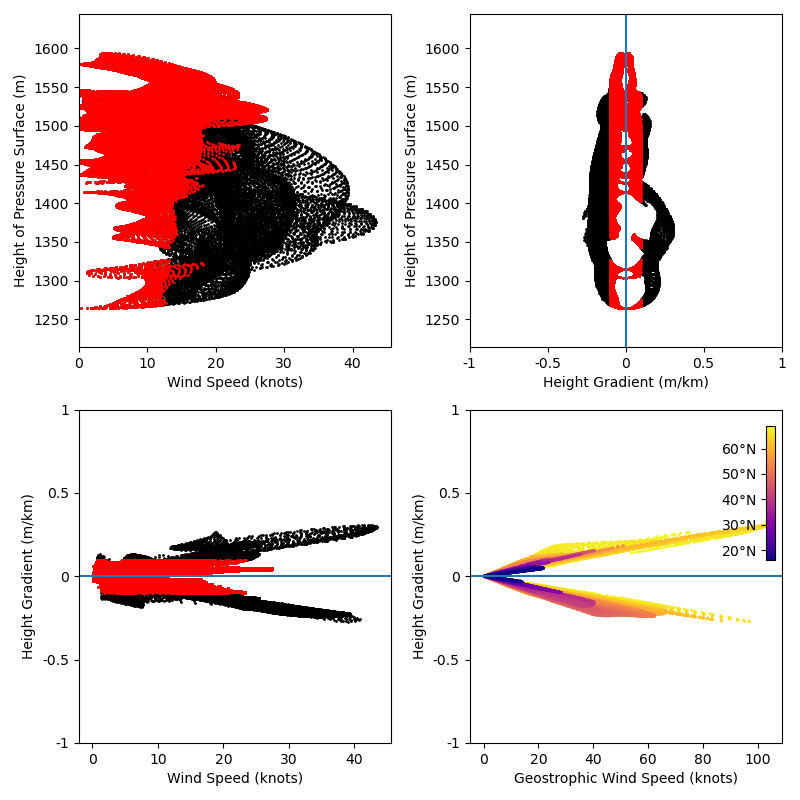 1600
1550
1500
1450
1400
1350
1300
1250
Height of Pressure Surface (m)
0 10 20 30 40
Wind Speed (knots)
1600
1550
1500
1450
1400
1350
1300
1250
Height of Pressure Surface (m)
-1 -0.5 0 0.5 1
Height Gradient (m/km)
1
0.5
0
-0.5
-1
Height Gradient (m/km)
0 10 20 30 40
Wind Speed (knots)
1
0.5
0
-0.5
-1
Height Gradient (m/km)
60°N
50°N
40°N
30°N
20°N
0 20 40 60 80 100
Geostrophic Wind Speed (knots)